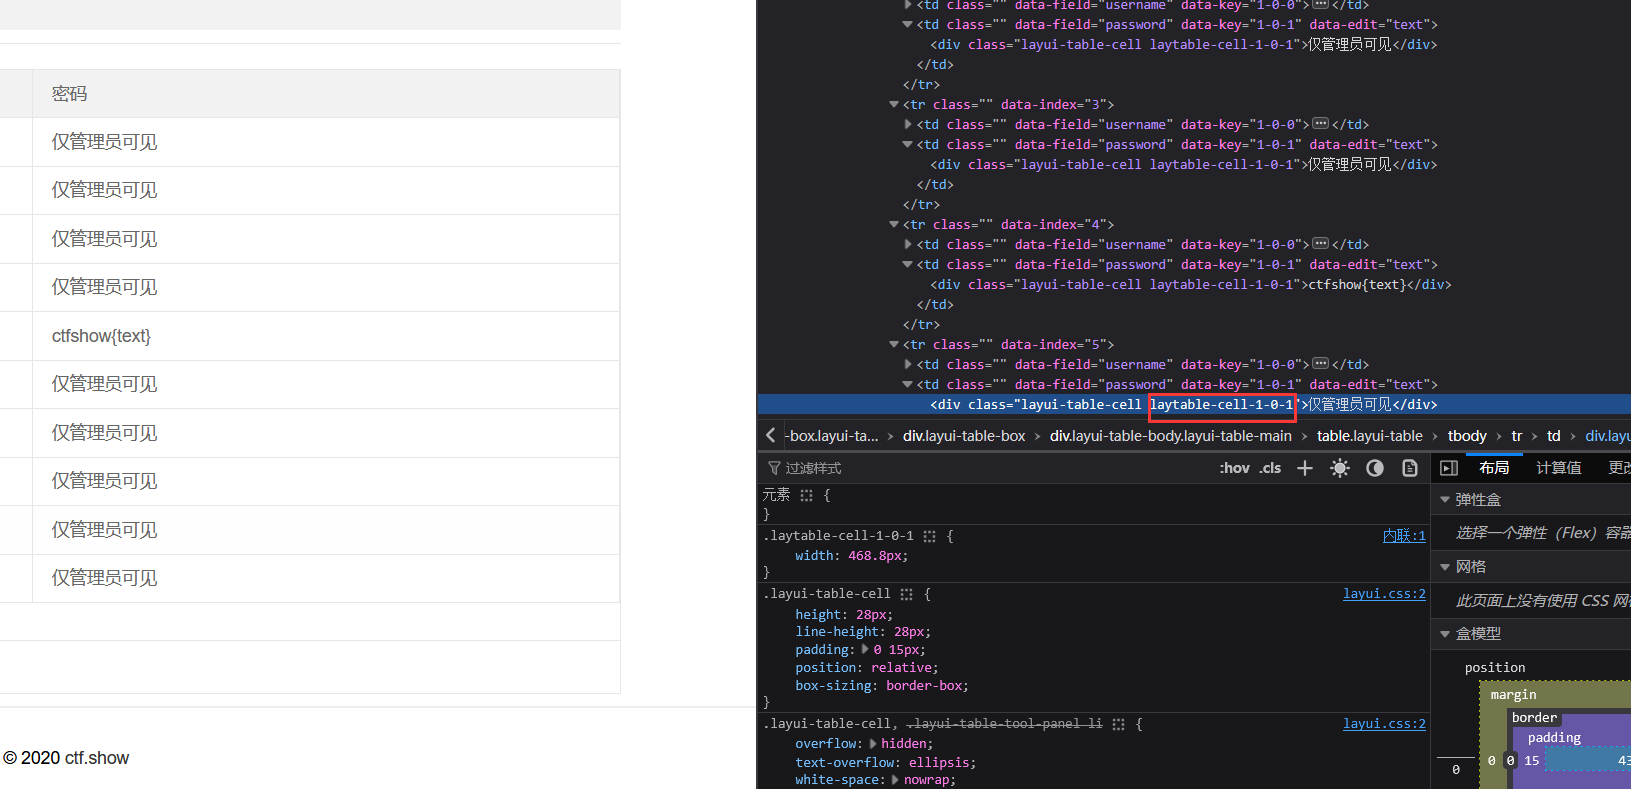 密码
仅管理员可见
仅管理员可见
仅管理员可见
仅管理员可见
ctfshow{text}
仅管理员可见
仅管理员可见
仅管理员可见
仅管理员可见
仅管理员可见
© 2020 ctf.show
<td class="" data-field="username" data-key="1-0-0">···</td>
<td class="" data-field="password" data-key="1-0-1" data-edit="text">
<div class="layui-table-cell laytable-cell-1-0-1">仅管理员可见</div>
</td>
</tr>
<tr class="" data-index="3">
<td class="" data-field="username" data-key="1-0-0">···</td>
<td class="" data-field="password" data-key="1-0-1" data-edit="text">
<div class="layui-table-cell laytable-cell-1-0-1">仅管理员可见</div>
</td>
</tr>
<tr class="" data-index="4">
<td class="" data-field="username" data-key="1-0-0">···</td>
<td class="" data-field="password" data-key="1-0-1" data-edit="text">
<div class="layui-table-cell laytable-cell-1-0-1">ctfshow{text}</div>
</td>
</tr>
<tr class="" data-index="5">
<td class="" data-field="username" data-key="1-0-0">···</td>
<td class="" data-field="password" data-key="1-0-1" data-edit="text">
<div class="layui-table-cell laytable-cell-1-0-1">仅管理员可见</div>
-box.layui-ta... › div.layui-table-box › div.layui-table-body.layui-table-main › table.layui-table › tbody › tr › td › div.layu
过滤样式 :hov .cls +
元素 {
}
.laytable-cell-1-0-1 { 内联:1
width: 468.8px;
}
.layui-table-cell { layui.css:2
height: 28px;
line-height: 28px;
padding: 0 15px;
position: relative;
box-sizing: border-box;
}
.layui-table-cell, .layui-table-tool-panel li { layui.css:2
overflow: hidden;
text-overflow: ellipsis;
white-space: nowrap;
布局 计算值 更改
弹性盒
选择一个弹性（Flex）容器
网格
此页面上没有使用 CSS 网格
盒模型
position
margin
border
padding
0 0 0 15 43